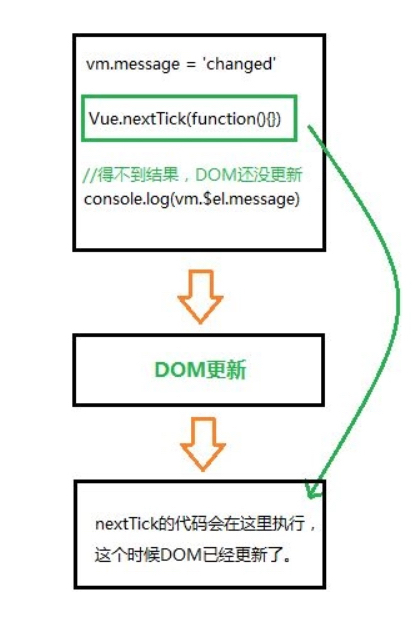 vm.message = 'changed'
Vue.nextTick(function(){})
//得不到结果，DOM还没更新
console.log(vm.$el.message)
DOM更新
nextTick的代码会在这里执行，
这个时候DOM已经更新了。